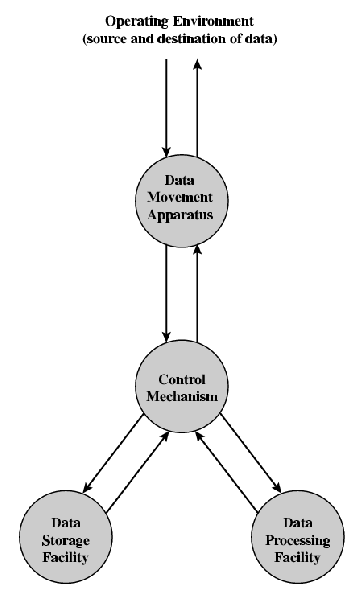 Operating Environment
(source and destination of data)
Data
Movement
Apparatus
Control
Mechanism
Data
Storage
Facility
Data
Processing
Facility